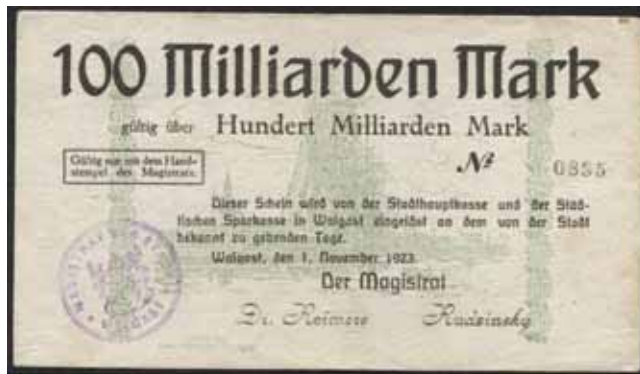 100 Milliarden Mark
gültig über Hundert Milliarden Mark
Gültig nur mit dem Hand-
stempel des Magistrats.
№ 0835
Dieser Schein wird von der Stadthauptkasse und der Städ-
tischen Sparkasse in Wolgast eingelöst an dem von der Stadt
bekannt zu gebenden Tage.
Wolgast, den 1. November 1923.
Der Magistrat
Dr. Reimers Rudzinsky